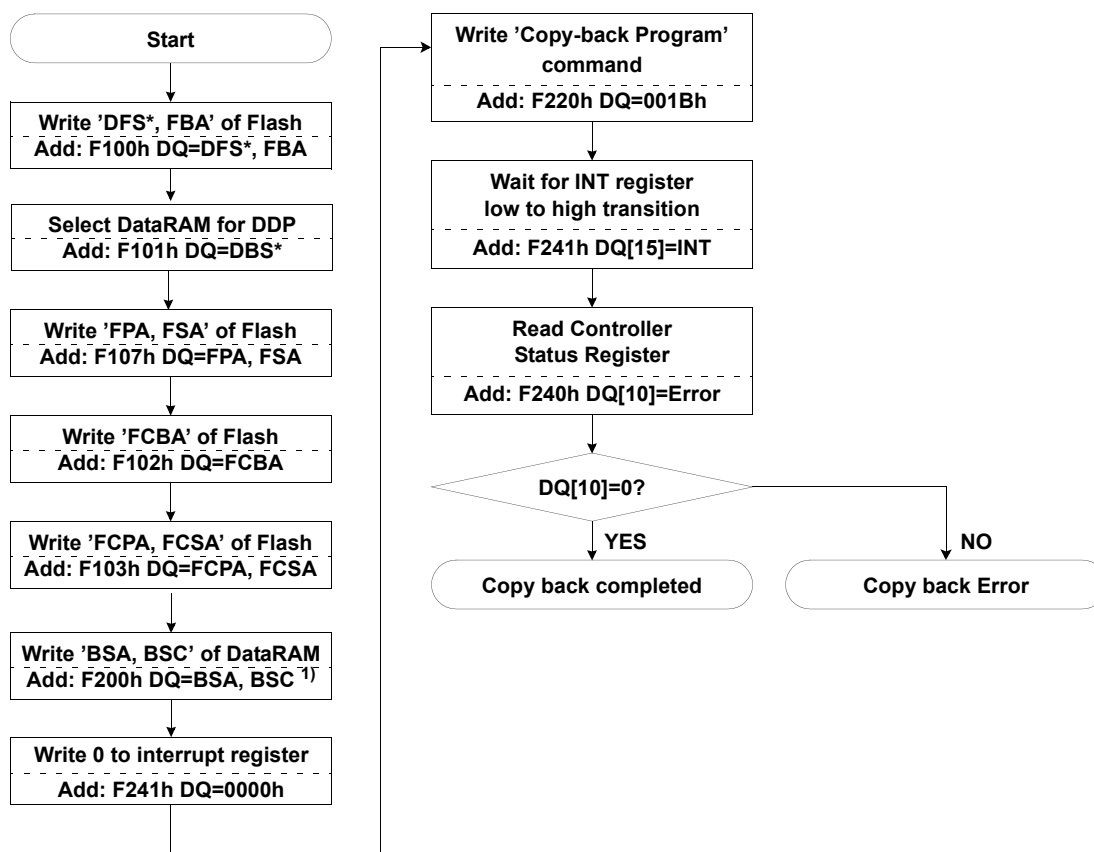 Start
Write ’DFS*, FBA’ of Flash
Add: F100h DQ=DFS*, FBA
Select DataRAM for DDP
Add: F101h DQ=DBS*
Write ’FPA, FSA’ of Flash
Add: F107h DQ=FPA, FSA
Write ’FCBA’ of Flash
Add: F102h DQ=FCBA
Write ’FCPA, FCSA’ of Flash
Add: F103h DQ=FCPA, FCSA
Write ’BSA, BSC’ of DataRAM
Add: F200h DQ=BSA, BSC 1)
Write 0 to interrupt register
Add: F241h DQ=0000h
Write ’Copy-back Program’
command
Add: F220h DQ=001Bh
Wait for INT register
low to high transition
Add: F241h DQ[15]=INT
Read Controller
Status Register
Add: F240h DQ[10]=Error
DQ[10]=0?
YES
NO
Copy back completed
Copy back Error